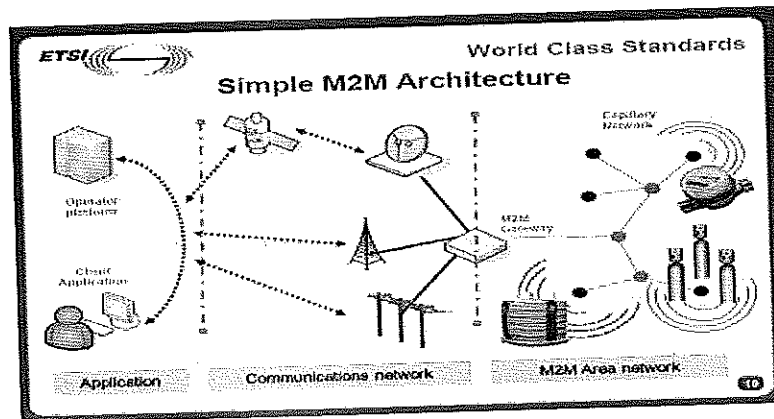 ETSI
World Class Standards
Simple M2M Architecture
Capillary
Network
Operator
platform
M2M
Gateway
Client
Application
Application
Communications network
M2M Area network
10